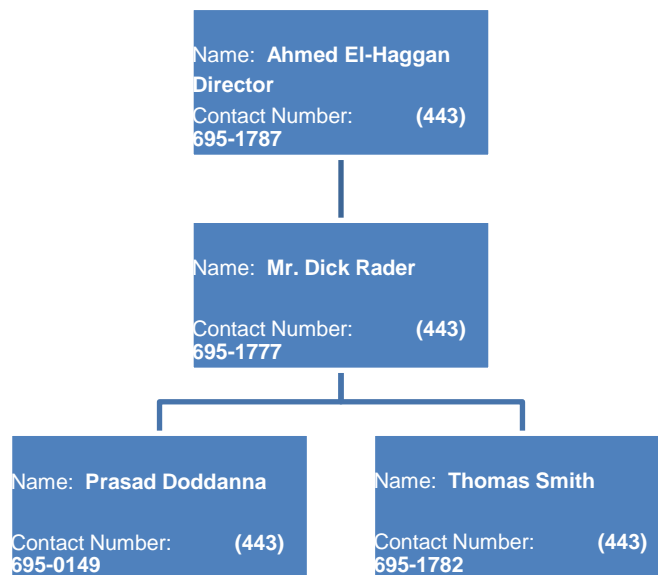 Name: Ahmed El-Haggan
Director
Contact Number: (443)
695-1787
Name: Mr. Dick Rader
Contact Number: (443)
695-1777
Name: Prasad Doddanna
Contact Number: (443)
695-0149
Name: Thomas Smith
Contact Number: (443)
695-1782